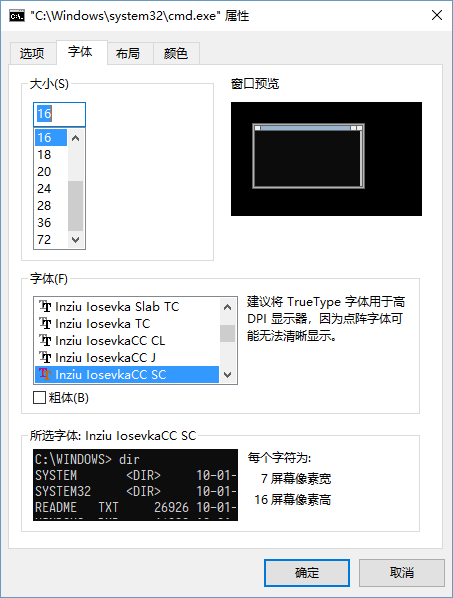 "C:\Windows\system32\cmd.exe" 属性
选项 字体 布局 颜色
大小(S)
16
16
18
20
24
28
36
72
窗口预览
字体(F)
Inziu Iosevka Slab TC
Inziu Iosevka TC
Inziu IosevkaCC CL
Inziu IosevkaCC J
Inziu IosevkaCC SC
粗体(B)
建议将 TrueType 字体用于高
DPI 显示器，因为点阵字体可
能无法清晰显示。
所选字体: Inziu IosevkaCC SC
C:\WINDOWS> dir
SYSTEM <DIR> 10-01-
SYSTEM32 <DIR> 10-01-
README TXT 26926 10-01-
每个字符为:
7 屏幕像素宽
16 屏幕像素高
确定 取消